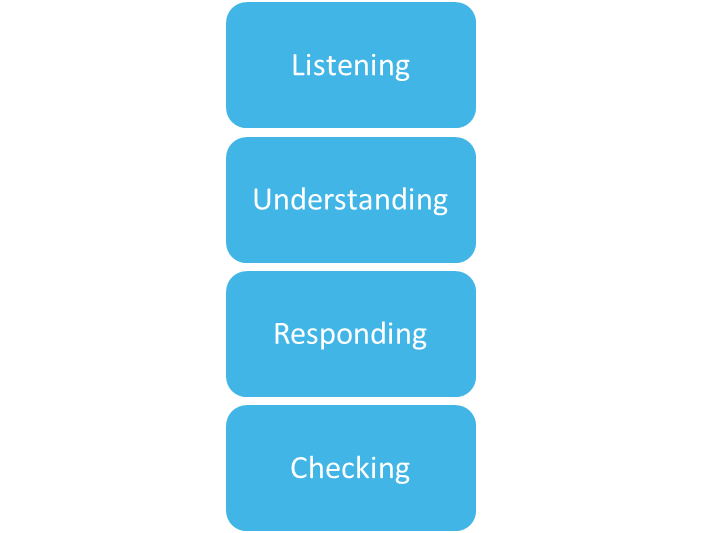 Listening
Understanding
Responding
Checking